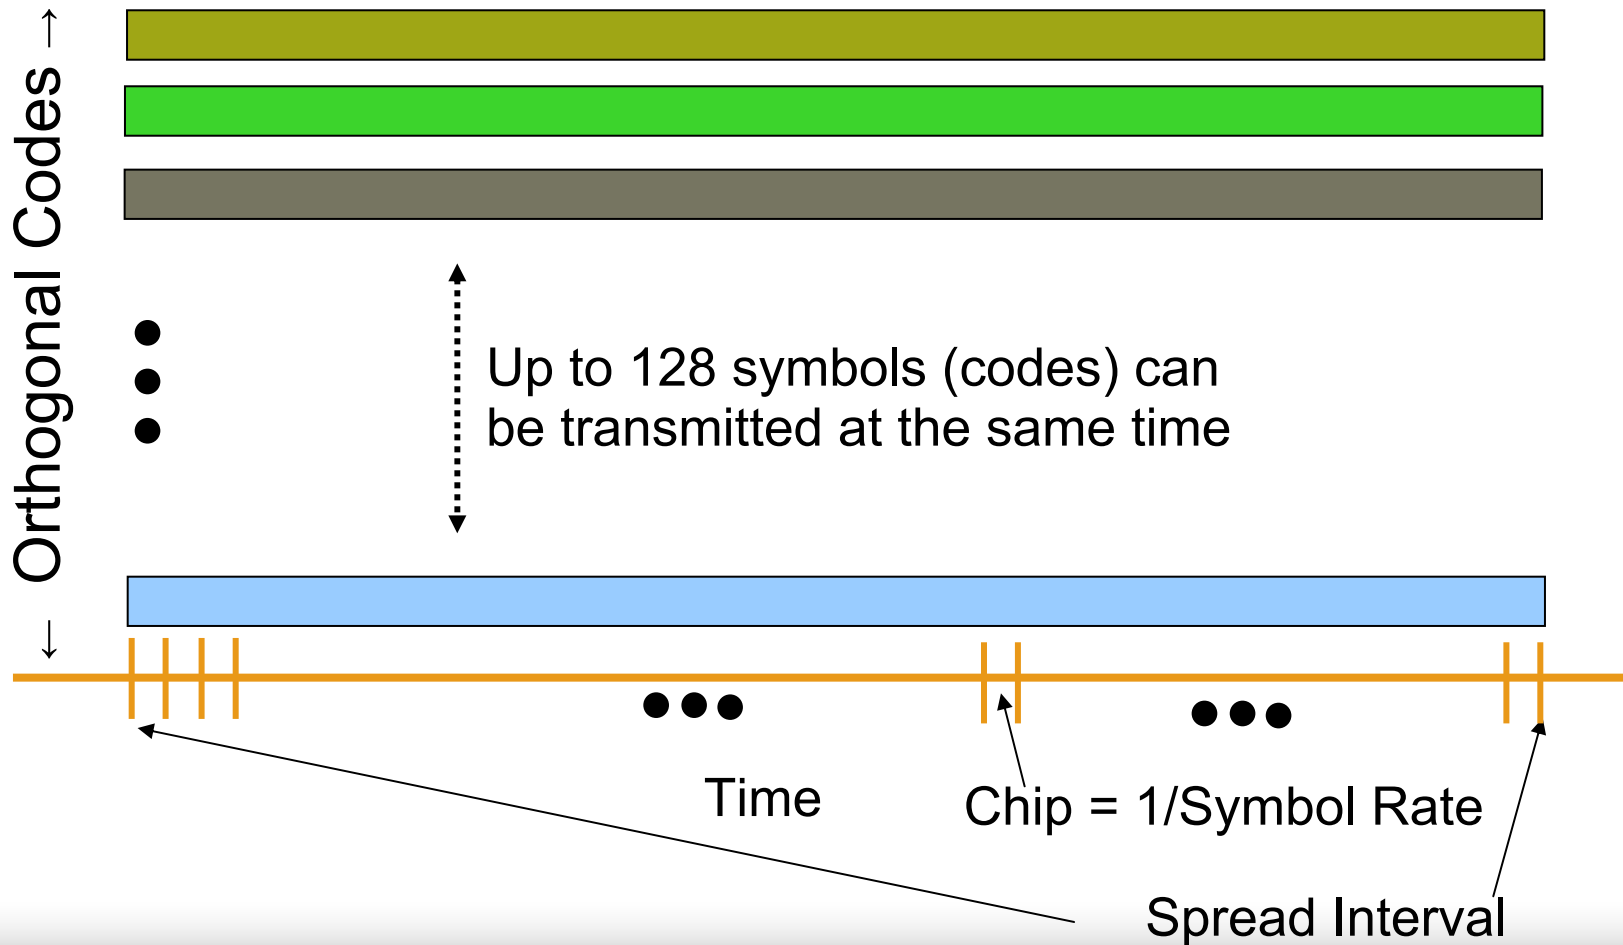 ← Orthogonal Codes →
Up to 128 symbols (codes) can
be transmitted at the same time
Time
Chip = 1/Symbol Rate
Spread Interval